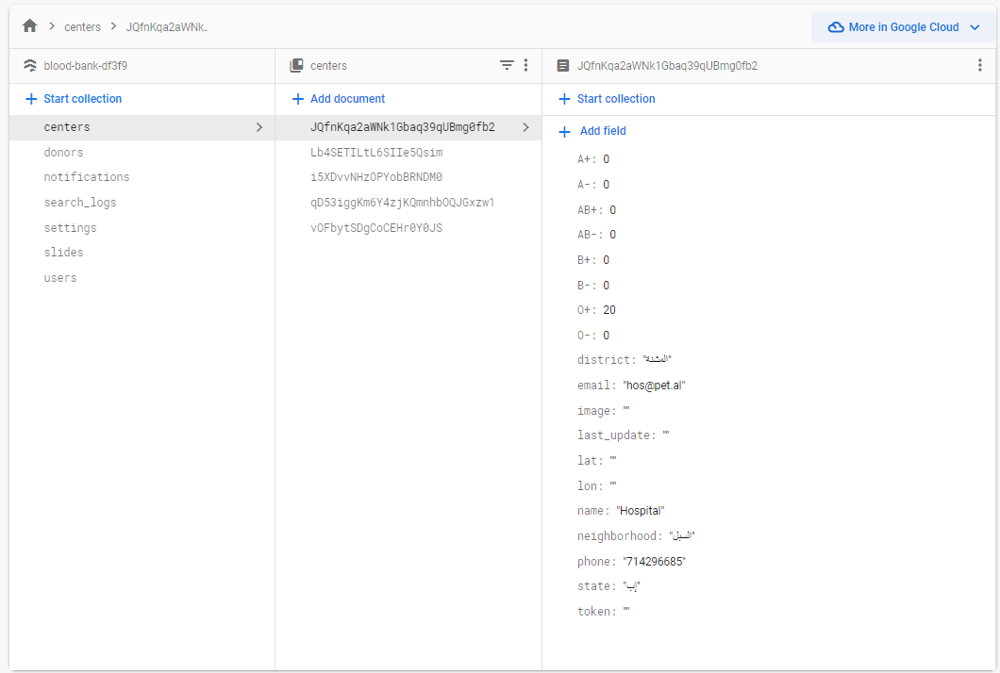 centers
JQfnKqa2aWNk..
More in Google Cloud
blood-bank-df3f9
Start collection
centers
donors
notifications
search_logs
settings
slides
users
centers
Add document
JQfnKqa2aWNk1Gbaq39qUBmg0fb2
Lb4SETILtL6SIIe5Qsim
i5XDvvNHzOPYobBRNDM0
qD53iggKm6Y4zjKQmnhbOQJGxzw1
vOFbytSDgCoCEHr0Y0JS
JQfnKqa2aWNk1Gbaq39qUBmg0fb2
Start collection
Add field
A+: 0
A-: 0
AB+: 0
AB-: 0
B+: 0
B-: 0
O+: 20
O-: 0
district: "المشنة"
email: "hos@pet.al"
image: ""
last_update: ""
lat: ""
lon: ""
name: "Hospital"
neighborhood: "السبل"
phone: "714296685"
state: "إب"
token: ""